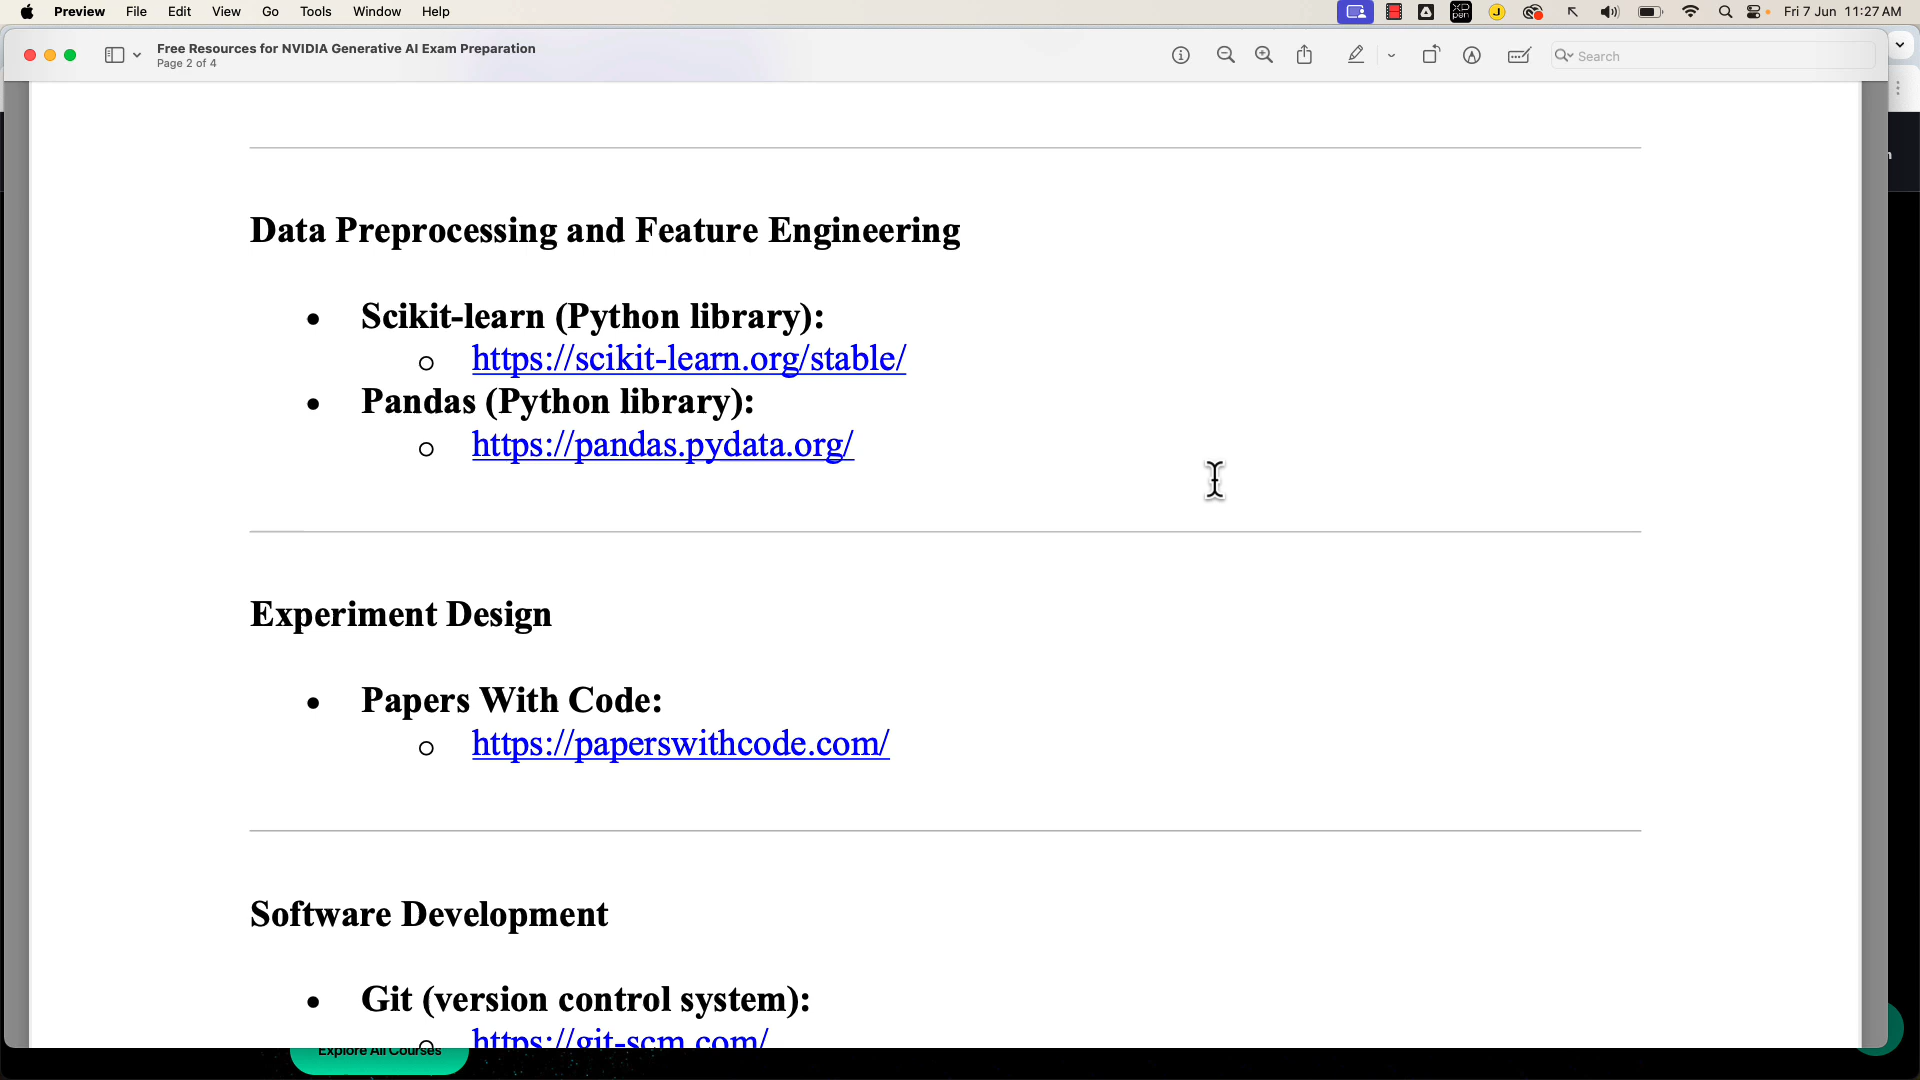 Preview File Edit View Go Tools Window Help
Fri 7 Jun 11:27 AM
Free Resources for NVIDIA Generative AI Exam Preparation
Page 2 of 4
Search
Data Preprocessing and Feature Engineering
• Scikit-learn (Python library):
o https://scikit-learn.org/stable/
• Pandas (Python library):
o https://pandas.pydata.org/
Experiment Design
• Papers With Code:
o https://paperswithcode.com/
Software Development
• Git (version control system):
o https://git-scm.com/
Explore All Courses